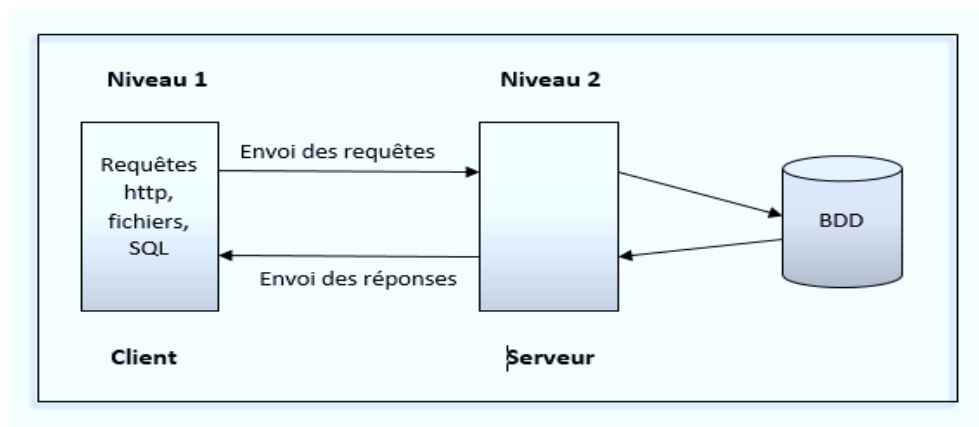 Niveau 1
Niveau 2
Requêtes
http,
fichiers,
SQL
Envoi des requêtes
BDD
Envoi des réponses
Client
Serveur